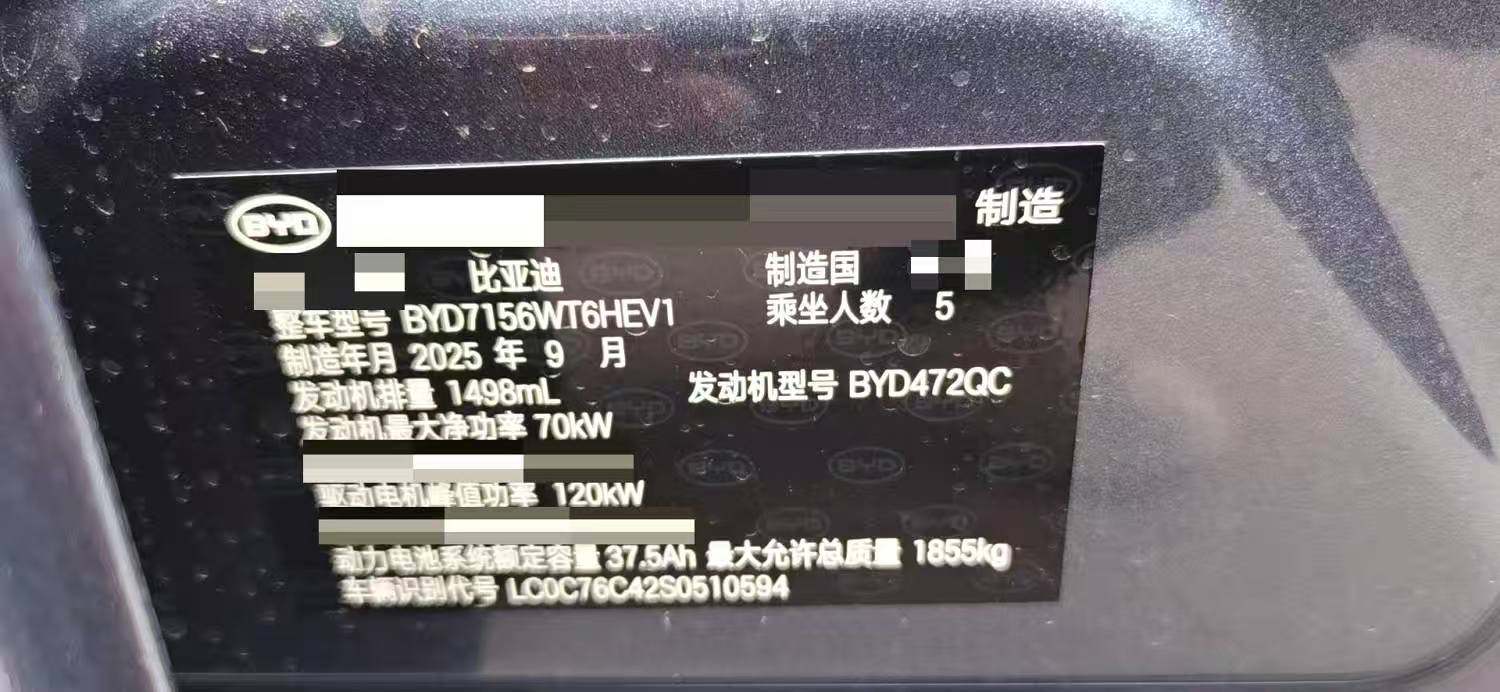 BYD 制造
比亚迪 制造国
整车型号 BYD7156WT6HEV1 乘坐人数 5
制造年月 2025 年 9 月
发动机排量 1498mL 发动机型号 BYD472QC
发动机最大净功率 70kW
驱动电机峰值功率 120kW
动力电池系统额定容量 37.5Ah 最大允许总质量 1855kg
车辆识别代号 LC0C76C42S0510594